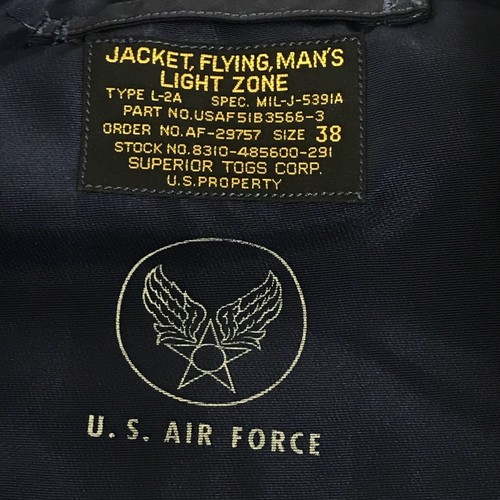 JACKET, FLYING, MAN'S
LIGHT ZONE
TYPE L-2A SPEC. MIL-J-5391A
PART NO. USAF51B3566-3
ORDER NO. AF-29757 SIZE 38
STOCK NO. 8310-485600-291
SUPERIOR TOGS CORP.
U.S. PROPERTY
U. S. AIR FORCE